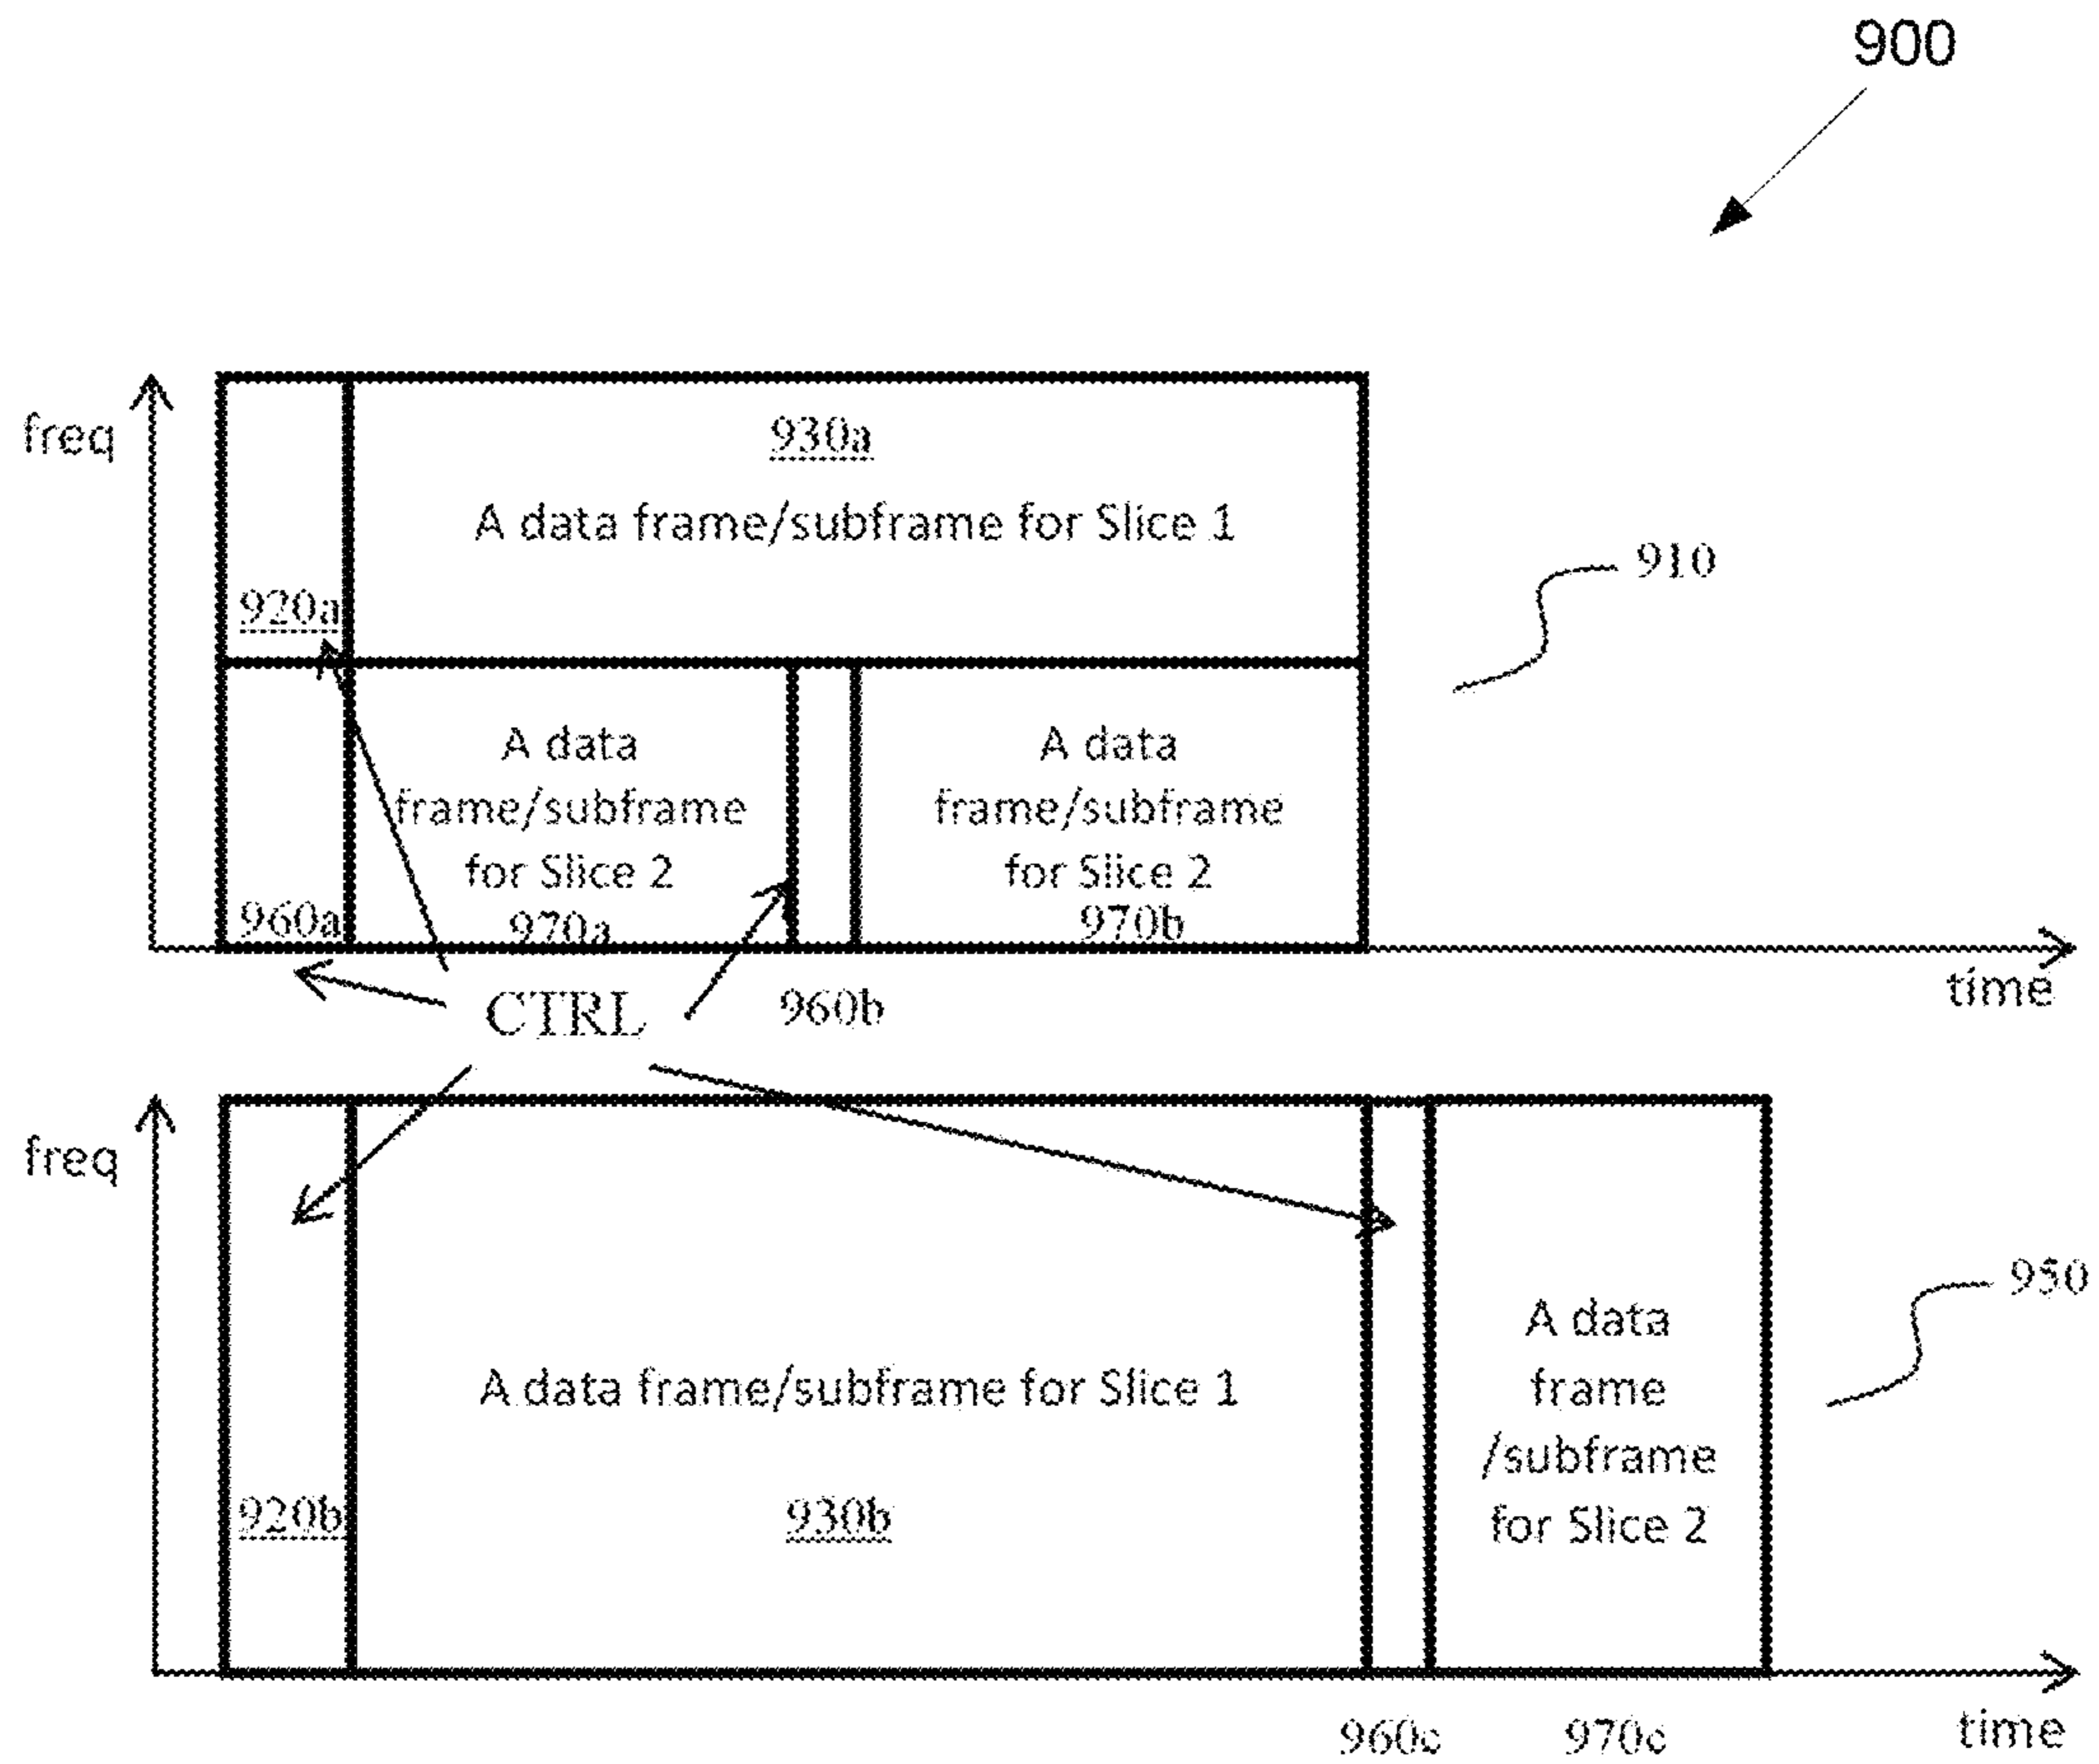 900
freq
930a
A data frame/subframe for Slice 1
910
920a
A data
frame/subframe
for Slice 2
970a
A data
frame/subframe
for Slice 2
970b
960a
time
CTRL
960b
freq
A data frame/subframe for Slice 1
930b
920b
950
A data
frame
/subframe
for Slice 2
960c
970c
time